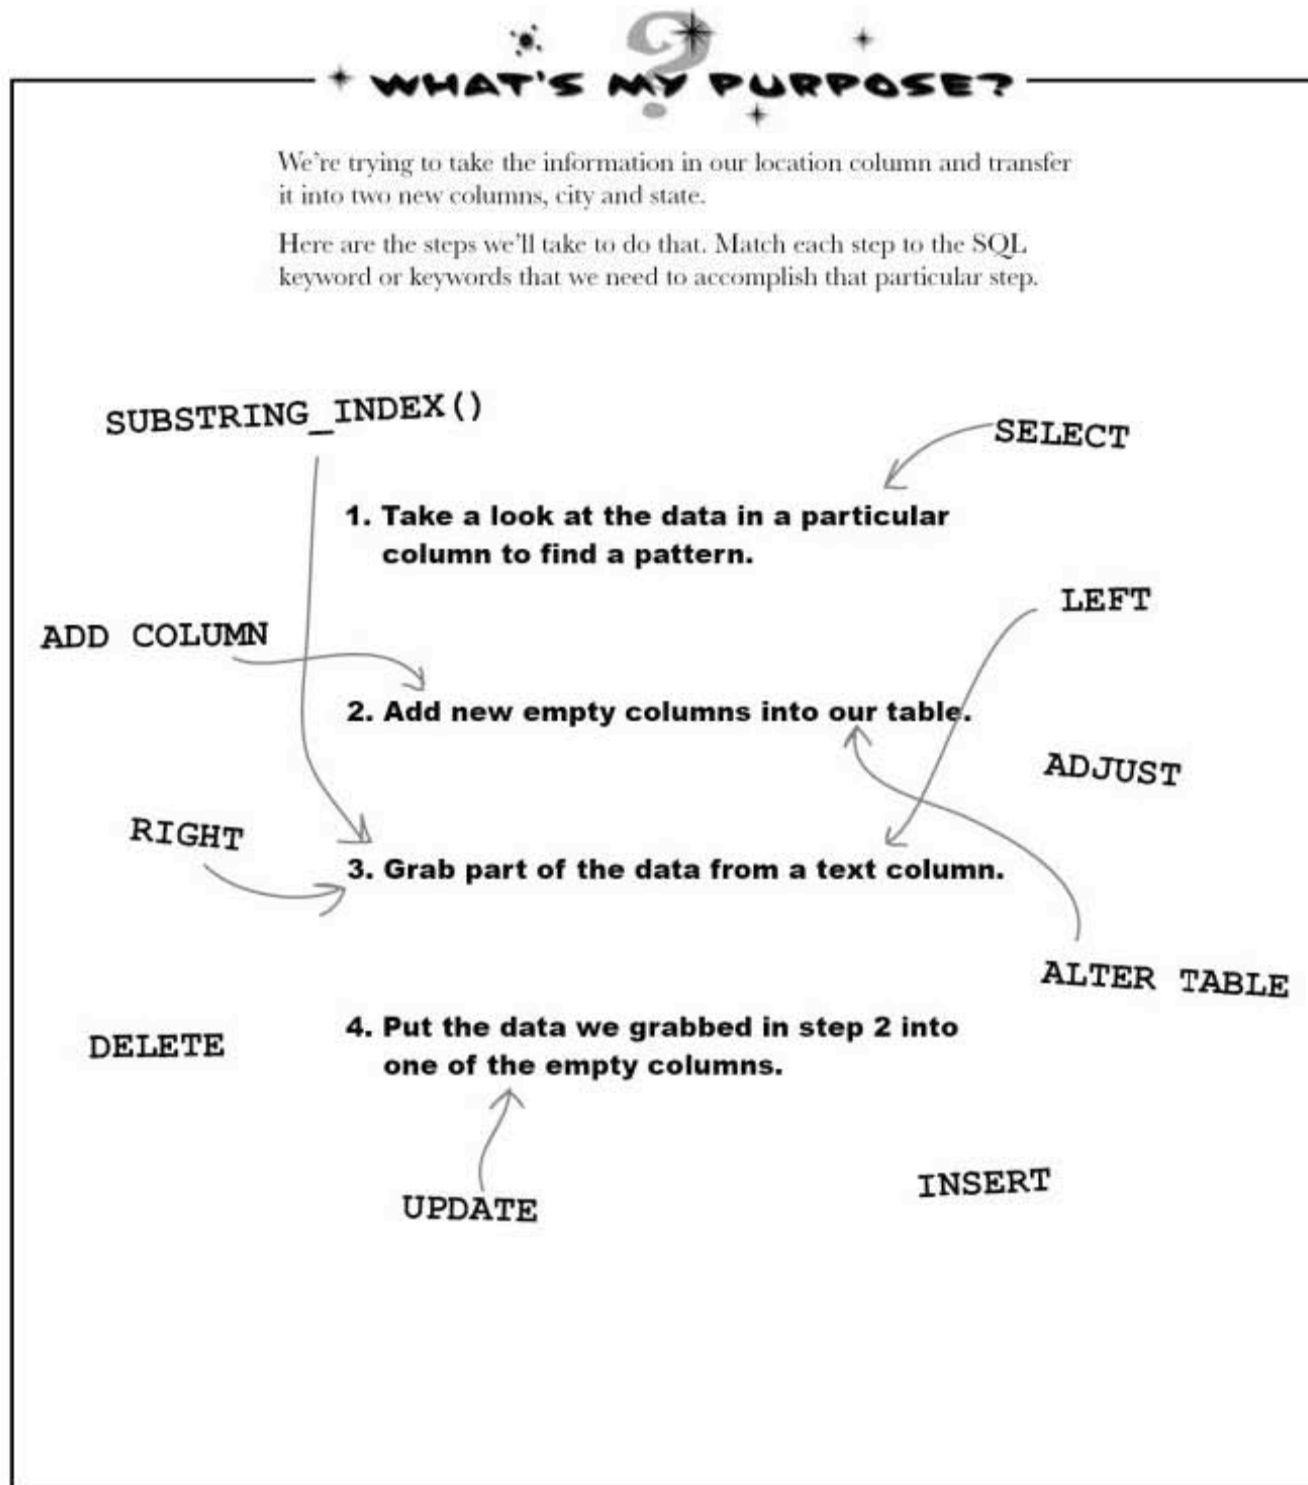 WHAT'S MY PURPOSE?
We're trying to take the information in our location column and transfer
it into two new columns, city and state.
Here are the steps we'll take to do that. Match each step to the SQL
keyword or keywords that we need to accomplish that particular step.
SUBSTRING_INDEX()
SELECT
1. Take a look at the data in a particular
column to find a pattern.
LEFT
ADD COLUMN
2. Add new empty columns into our table.
ADJUST
RIGHT
3. Grab part of the data from a text column.
ALTER TABLE
DELETE
4. Put the data we grabbed in step 2 into
one of the empty columns.
INSERT
UPDATE